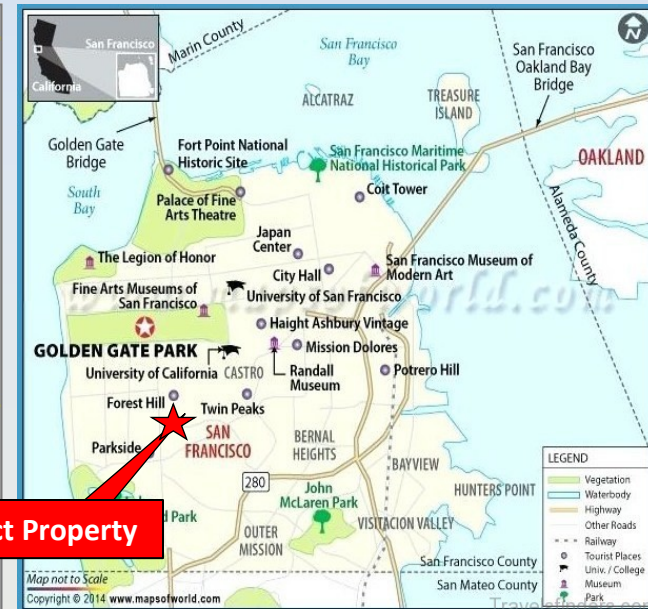 San Francisco
California
Marin County
San Francisco
Bay
San Francisco
Oakland Bay
Bridge
ALCATRAZ
TREASURE
ISLAND
Golden Gate
Bridge
Fort Point National
Historic Site
San Francisco Maritime
National Historical Park
OAKLAND
South
Bay
Palace of Fine
Arts Theatre
Coit Tower
Alameda County
Japan
Center
The Legion of Honor
City Hall
San Francisco Museum of
Modern Art
Fine Arts Museums of
San Francisco
University of San Francisco
Haight Ashbury Vintage
GOLDEN GATE PARK
Mission Dolores
University of California
CASTRO
Randall
Museum
Potrero Hill
Forest Hill
Twin Peaks
Parkside
SAN
FRANCISCO
BERNAL
HEIGHTS
BAYVIEW
280
HUNTERS POINT
John
McLaren Park
Park
ct Property
VISITACION VALLEY
OUTER
MISSION
San Francisco County
San Mateo County
Map not to Scale
Copyright © 2014 www.mapsofworld.com
LEGEND
Vegetation
Waterbody
Highway
Other Roads
Railway
Tourist Places
Univ. / College
Museum
Park
N